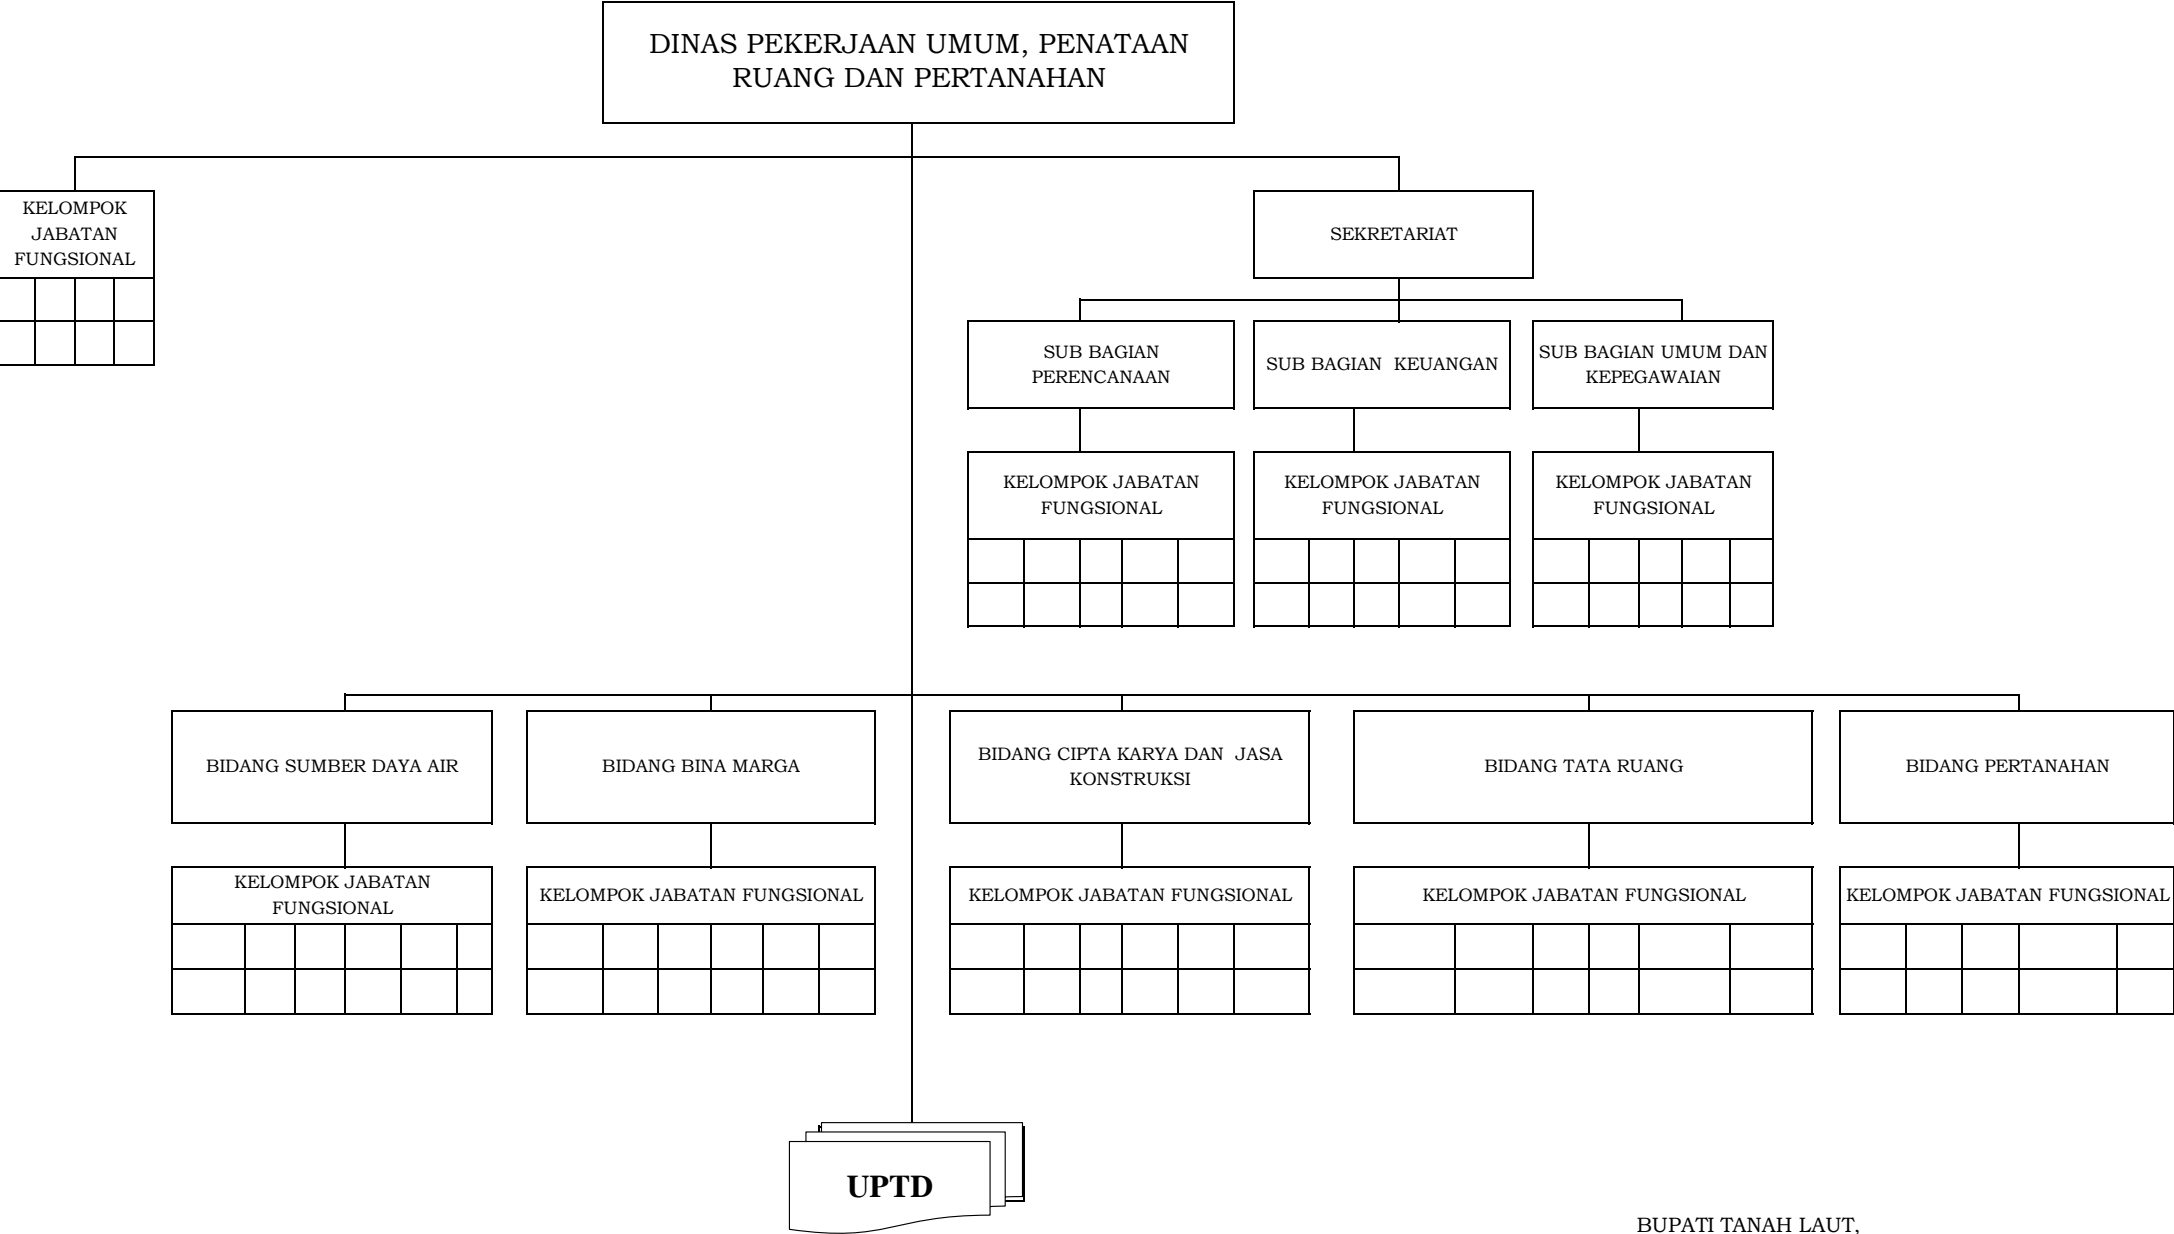 DINAS PEKERJAAN UMUM, PENATAAN
RUANG DAN PERTANAHAN
KELOMPOK
JABATAN
FUNGSIONAL
SEKRETARIAT
SUB BAGIAN
PERENCANAAN
SUB BAGIAN  KEUANGAN
SUB BAGIAN UMUM DAN
KEPEGAWAIAN
KELOMPOK JABATAN
FUNGSIONAL
KELOMPOK JABATAN
FUNGSIONAL
KELOMPOK JABATAN
FUNGSIONAL
BIDANG SUMBER DAYA AIR
BIDANG BINA MARGA
BIDANG CIPTA KARYA DAN  JASA
KONSTRUKSI
BIDANG TATA RUANG
BIDANG PERTANAHAN
KELOMPOK JABATAN
FUNGSIONAL
KELOMPOK JABATAN FUNGSIONAL
KELOMPOK JABATAN FUNGSIONAL
KELOMPOK JABATAN FUNGSIONAL
KELOMPOK JABATAN FUNGSIONAL
UPTD
BUPATI TANAH LAUT,